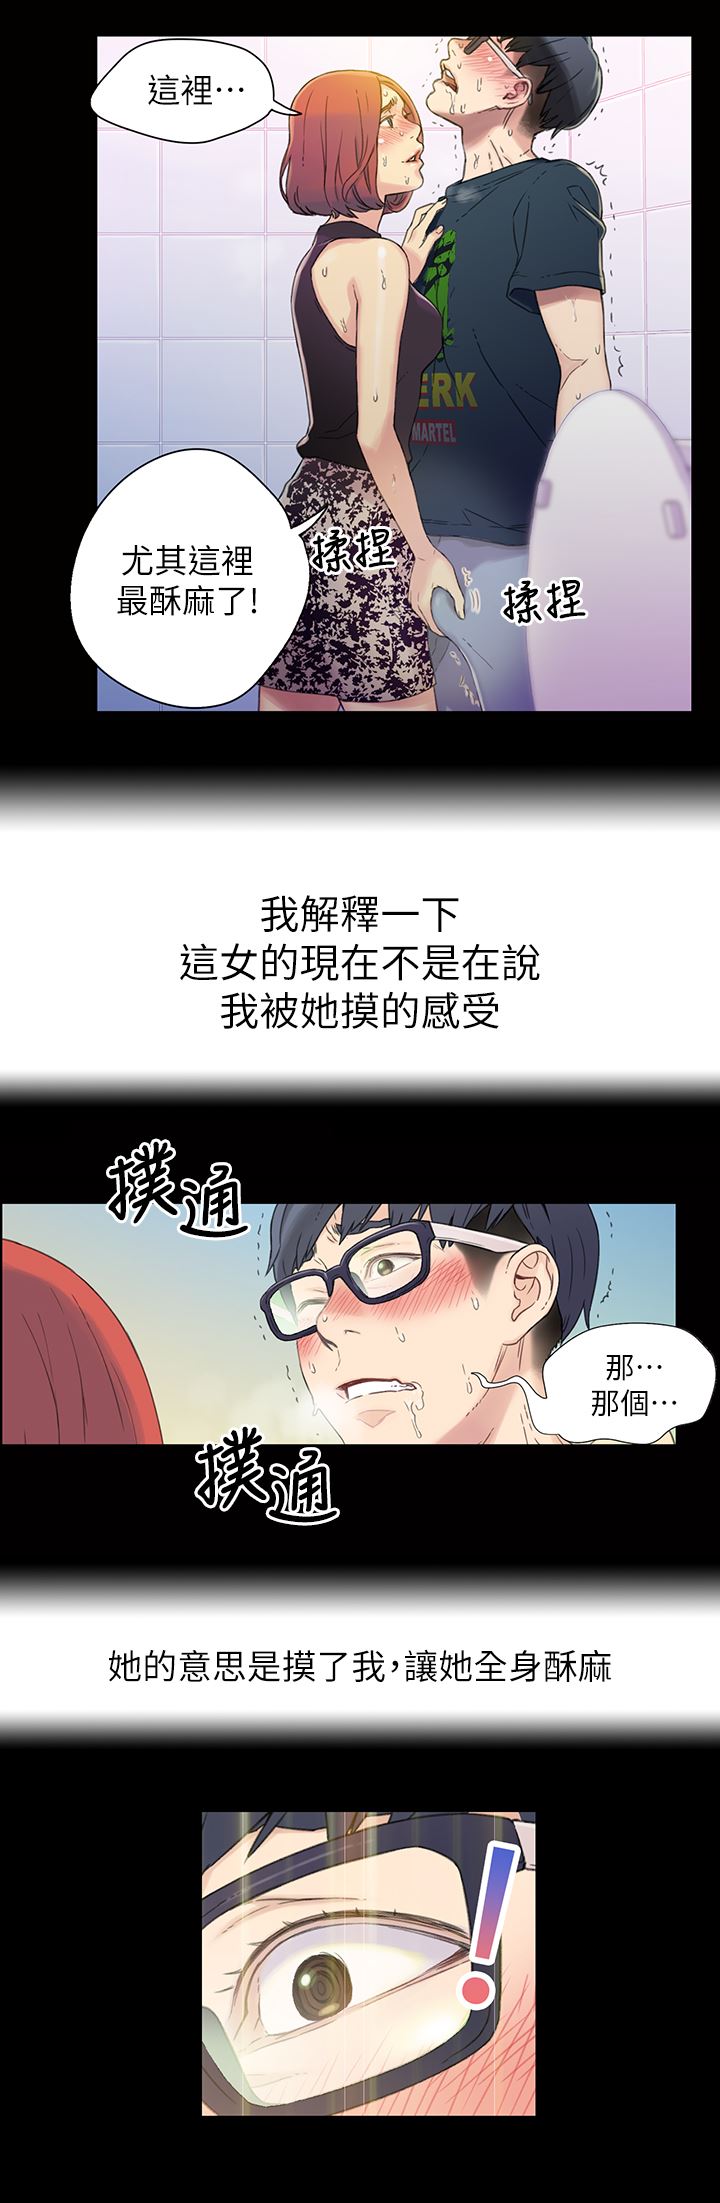 這裡⋯
ERK
MARTEL
尤其這裡
最酥麻了!
揉捏
揉捏
我解釋一下
這女的現在不是在說
我被她摸的感受
撲通
那⋯
那個⋯
撲通
她的意思是摸了我,讓她全身酥麻
!